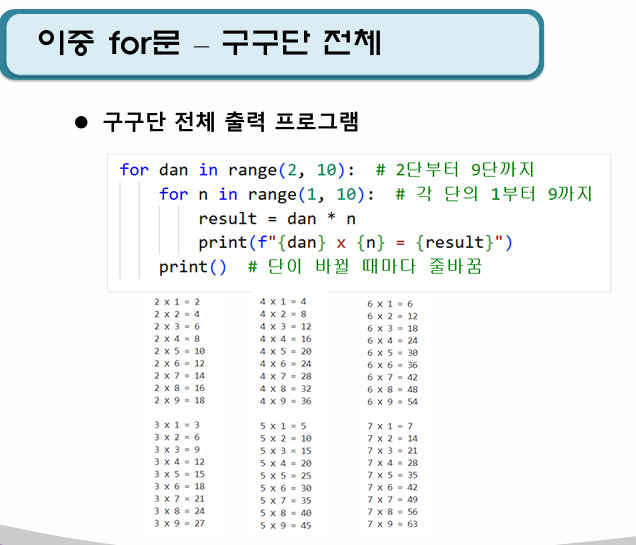 이중 for문 – 구구단 전체
● 구구단 전체 출력 프로그램
for dan in range(2, 10):  # 2단부터 9단까지
    for n in range(1, 10):  # 각 단의 1부터 9까지
        result = dan * n
        print(f"{dan} x {n} = {result}")
    print()  # 단이 바뀔 때마다 줄바꿈
2 x 1 = 2
2 x 2 = 4
2 x 3 = 6
2 x 4 = 8
2 x 5 = 10
2 x 6 = 12
2 x 7 = 14
2 x 8 = 16
2 x 9 = 18
3 x 1 = 3
3 x 2 = 6
3 x 3 = 9
3 x 4 = 12
3 x 5 = 15
3 x 6 = 18
3 x 7 = 21
3 x 8 = 24
3 x 9 = 27
4 x 1 = 4
4 x 2 = 8
4 x 3 = 12
4 x 4 = 16
4 x 5 = 20
4 x 6 = 24
4 x 7 = 28
4 x 8 = 32
4 x 9 = 36
5 x 1 = 5
5 x 2 = 10
5 x 3 = 15
5 x 4 = 20
5 x 5 = 25
5 x 6 = 30
5 x 7 = 35
5 x 8 = 40
5 x 9 = 45
6 x 1 = 6
6 x 2 = 12
6 x 3 = 18
6 x 4 = 24
6 x 5 = 30
6 x 6 = 36
6 x 7 = 42
6 x 8 = 48
6 x 9 = 54
7 x 1 = 7
7 x 2 = 14
7 x 3 = 21
7 x 4 = 28
7 x 5 = 35
7 x 6 = 42
7 x 7 = 49
7 x 8 = 56
7 x 9 = 63